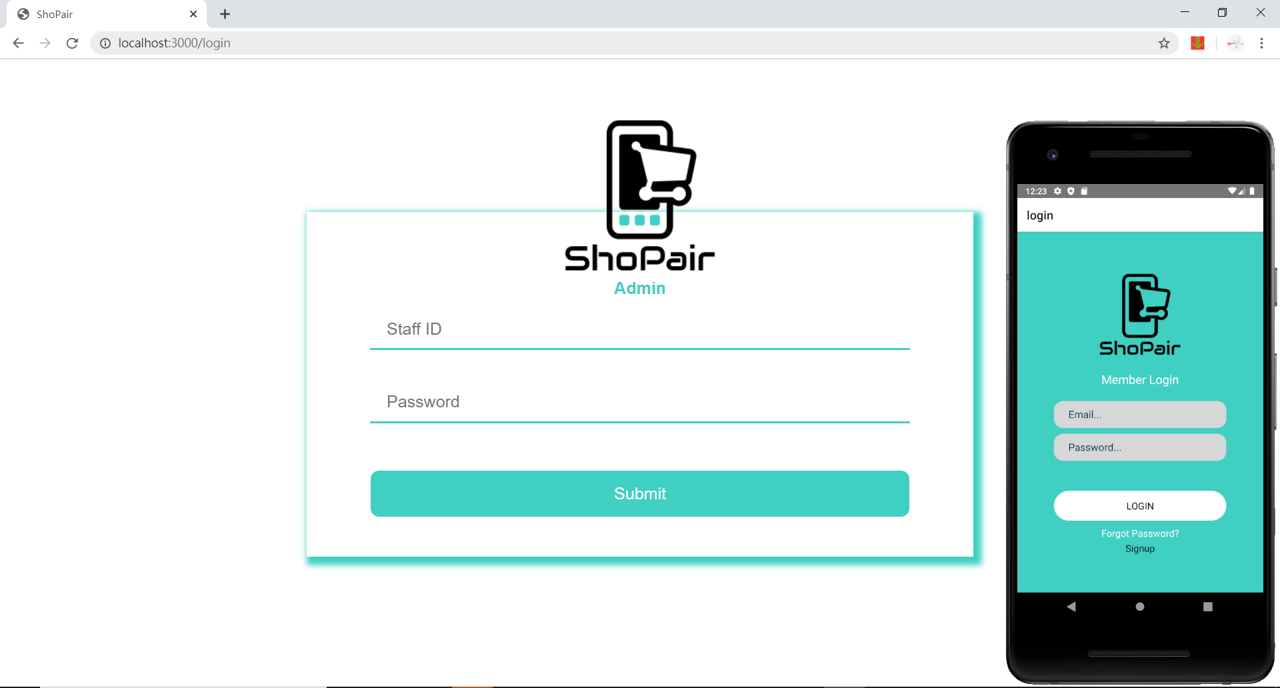 ShoPair
localhost:3000/login
ShoPair
Admin
Staff ID
Password
Submit
12:23
login
ShoPair
Member Login
Email...
Password...
LOGIN
Forgot Password?
Signup